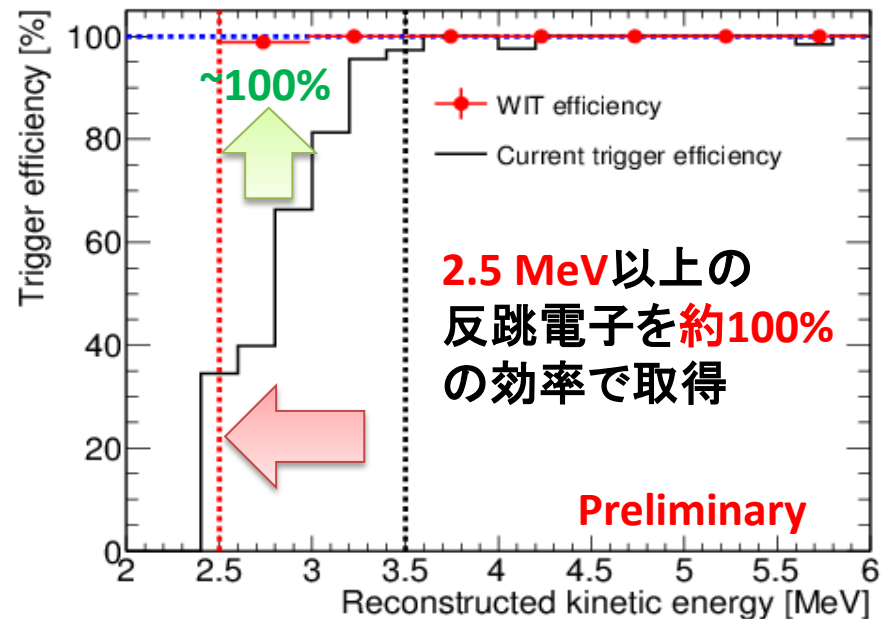 Trigger efficiency [%]
100
80
60
40
20
0
~100%
WIT efficiency
Current trigger efficiency
2.5 MeV以上の
反跳電子を約100%
の効率で取得
Preliminary
2 2.5 3 3.5 4 4.5 5 5.5 6
Reconstructed kinetic energy [MeV]